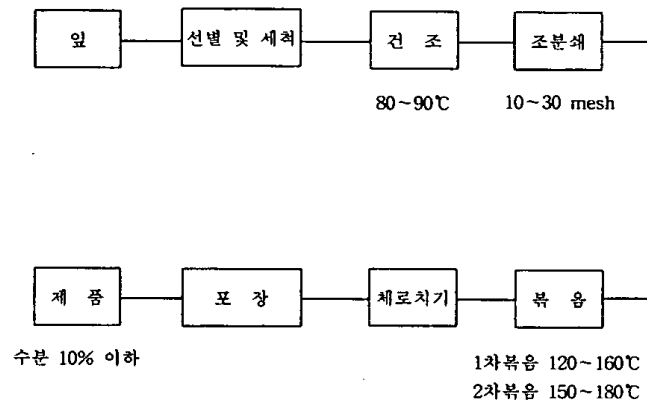 잎
선별 및 세척
건 조
조분쇄
80~90℃
10~30 mesh
제 품
포 장
체로치기
볶 음
수분 10% 이하
1차볶음 120~160℃
2차볶음 150~180℃